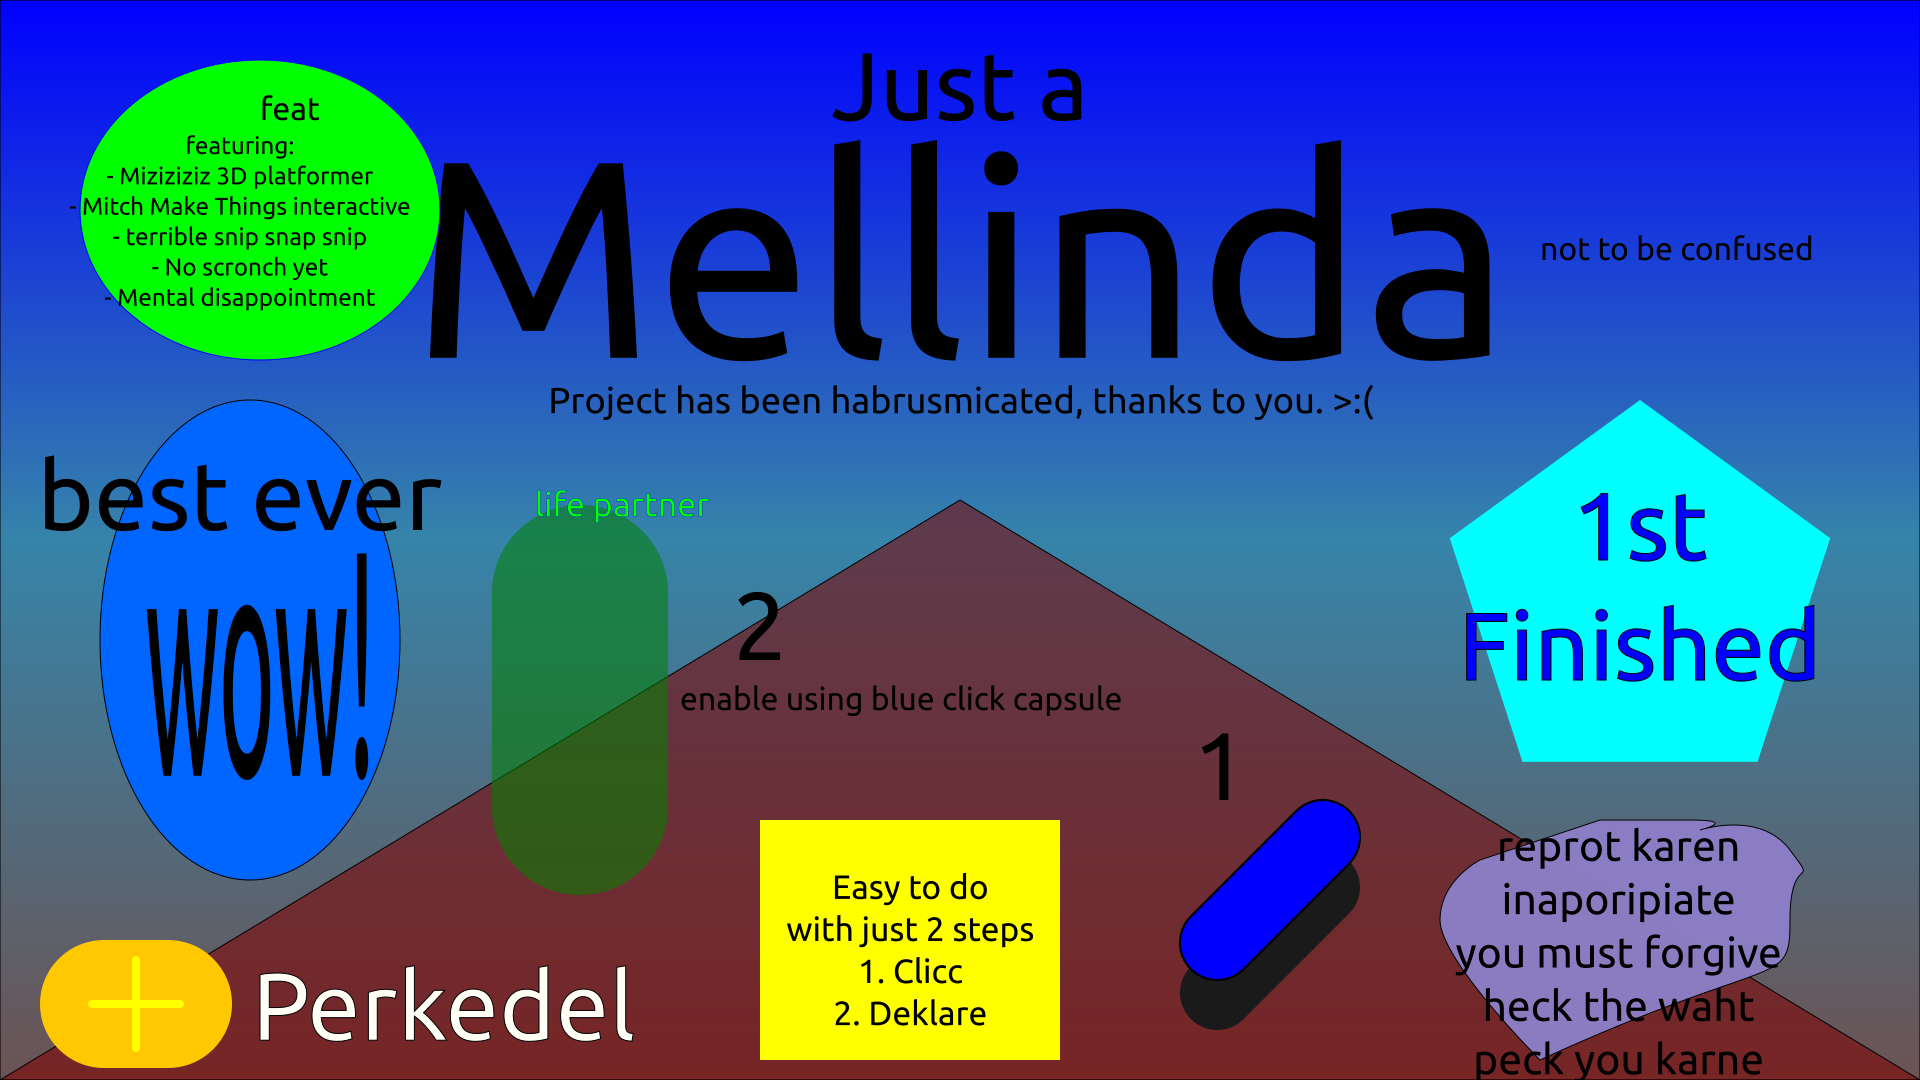 Just a
Mellinda
Project has been habrusmicated, thanks to you. >:(
feat
featuring:
- Miziziziz 3D platformer
- Mitch Make Things interactive
- terrible snip snap snip
- No scronch yet
- Mental disappointment
not to be confused
best ever
wow!
life partner
2
enable using blue click capsule
1
1st
Finished
Perkedel
Easy to do
with just 2 steps
1. Clicc
2. Deklare
reprot karen
inaporipiate
you must forgive
heck the waht
peck you karne